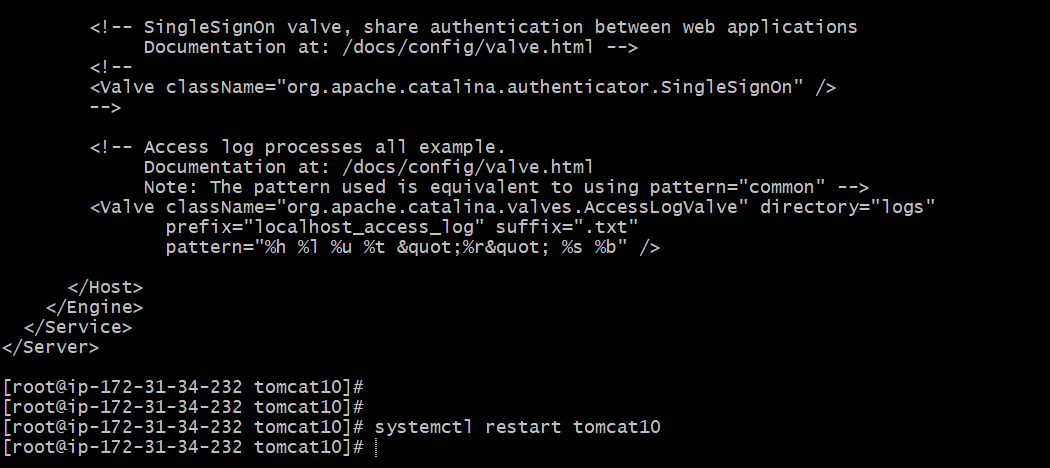 <!-- SingleSignOn valve, share authentication between web applications
Documentation at: /docs/config/valve.html -->
<!--
<Valve className="org.apache.catalina.authenticator.SingleSignOn" />
-->
<!-- Access log processes all example.
Documentation at: /docs/config/valve.html
Note: The pattern used is equivalent to using pattern="common" -->
<Valve className="org.apache.catalina.valves.AccessLogValve" directory="logs"
prefix="localhost_access_log" suffix=".txt"
pattern="%h %l %u %t &quot;%r&quot; %s %b" />
</Host>
</Engine>
</Service>
</Server>
[root@ip-172-31-34-232 tomcat10]#
[root@ip-172-31-34-232 tomcat10]#
[root@ip-172-31-34-232 tomcat10]# systemctl restart tomcat10
[root@ip-172-31-34-232 tomcat10]#